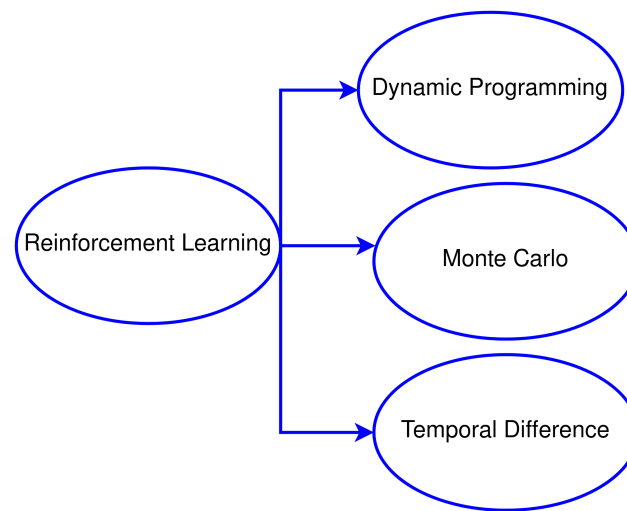 Dynamic Programming
Reinforcement Learning
Monte Carlo
Temporal Difference